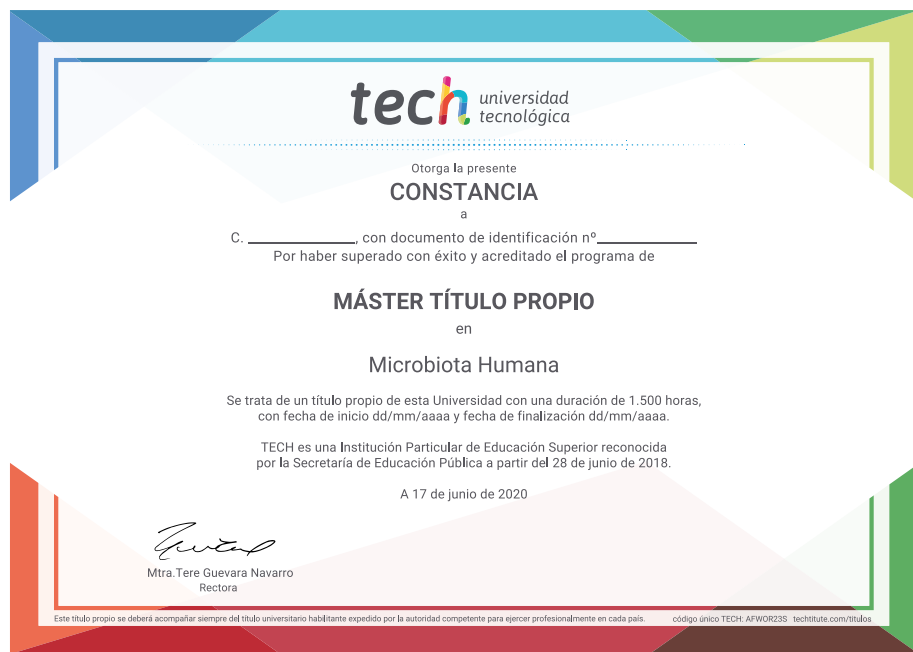 tech universidad
tecnológica
Otorga la presente
CONSTANCIA
a
C. ____________, con documento de identificación nº____________
Por haber superado con éxito y acreditado el programa de
MÁSTER TÍTULO PROPIO
en
Microbiota Humana
Se trata de un título propio de esta Universidad con una duración de 1.500 horas,
con fecha de inicio dd/mm/aaaa y fecha de finalización dd/mm/aaaa.
TECH es una Institución Particular de Educación Superior reconocida
por la Secretaría de Educación Pública a partir del 28 de junio de 2018.
A 17 de junio de 2020
Mtra.Tere Guevara Navarro
Rectora
Este título propio se deberá acompañar siempre del título universitario habilitante expedido por la autoridad competente para ejercer profesionalmente en cada país. código único TECH: AFWOR23S techtitute.com/titulos